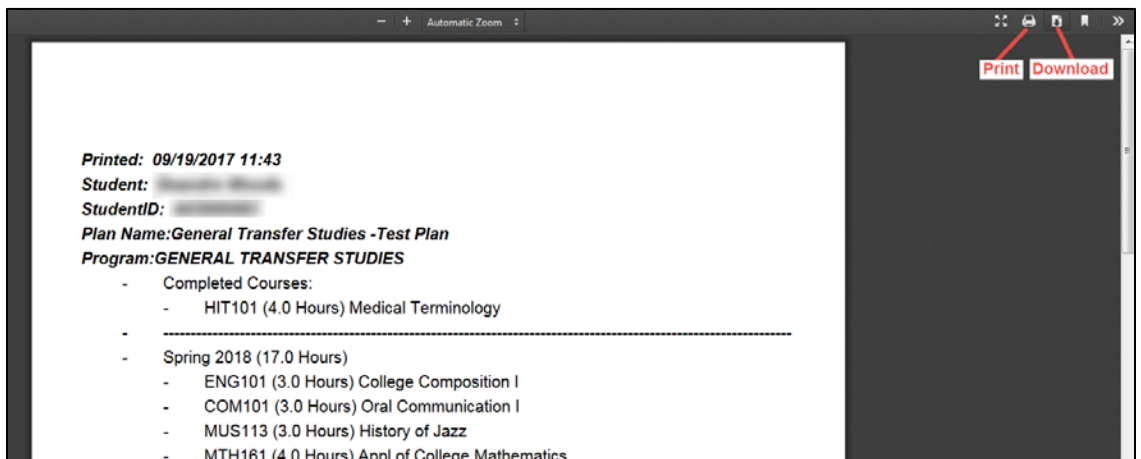 − + Automatic Zoom
Print Download
Printed: 09/19/2017 11:43
Student:
StudentID:
Plan Name:General Transfer Studies -Test Plan
Program:GENERAL TRANSFER STUDIES
- Completed Courses:
- HIT101 (4.0 Hours) Medical Terminology
- ----------------------------------------------------------------------------------------------------
- Spring 2018 (17.0 Hours)
- ENG101 (3.0 Hours) College Composition I
- COM101 (3.0 Hours) Oral Communication I
- MUS113 (3.0 Hours) History of Jazz
- MTH161 (4.0 Hours) Appl of College Mathematics